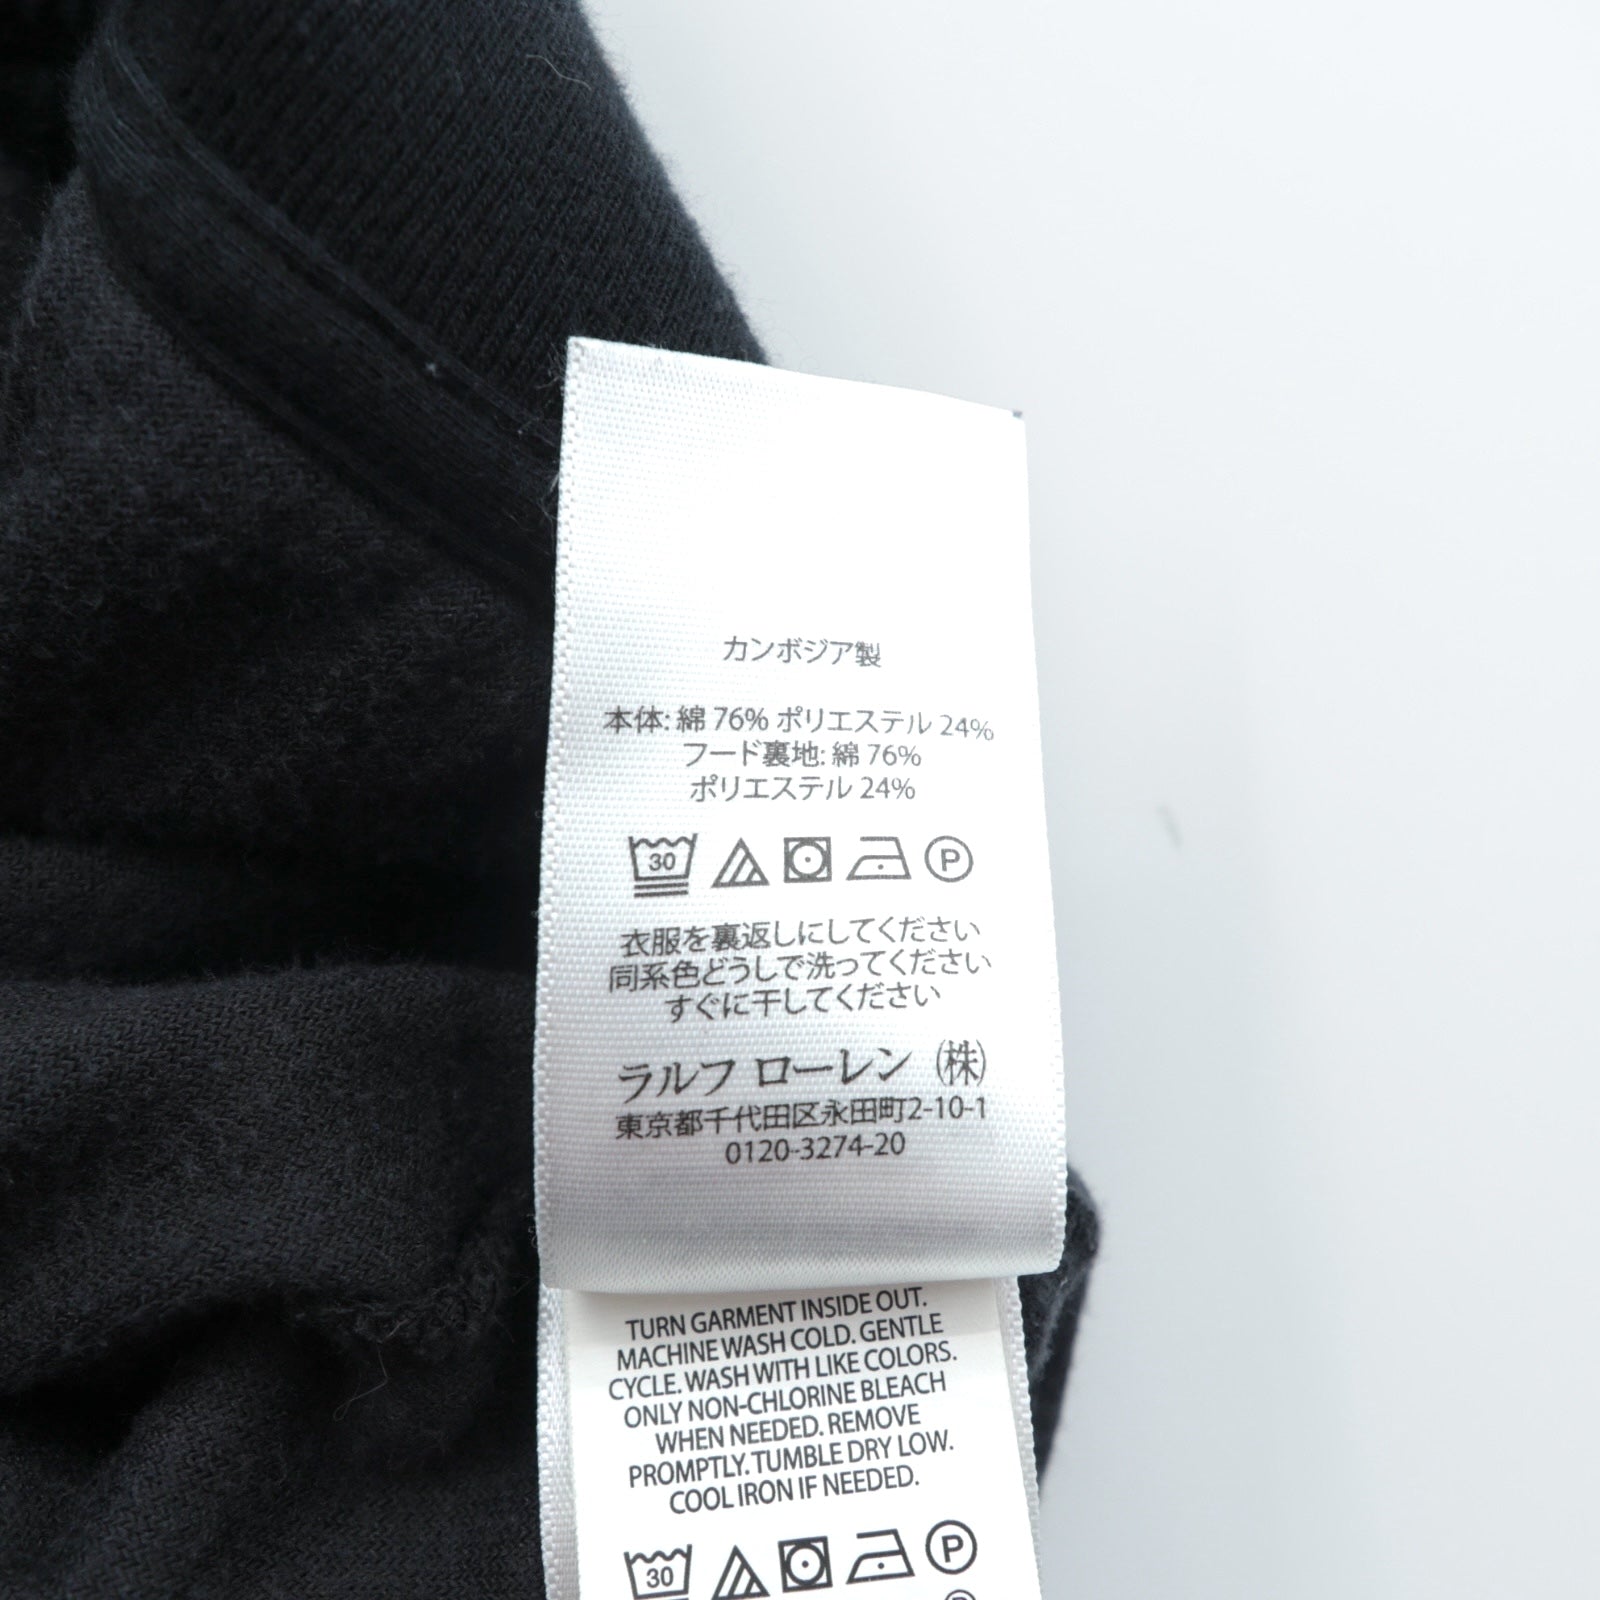 カンボジア製
本体: 綿 76% ポリエステル 24%
フード裏地: 綿 76%
ポリエステル 24%
30 P
衣服を裏返しにしてください
同系色どうしで洗ってください
すぐに干してください
ラルフ ローレン (株)
東京都千代田区永田町2-10-1
0120-3274-20
TURN GARMENT INSIDE OUT.
MACHINE WASH COLD. GENTLE
CYCLE. WASH WITH LIKE COLORS.
ONLY NON-CHLORINE BLEACH
WHEN NEEDED. REMOVE
PROMPTLY. TUMBLE DRY LOW.
COOL IRON IF NEEDED.
30 P